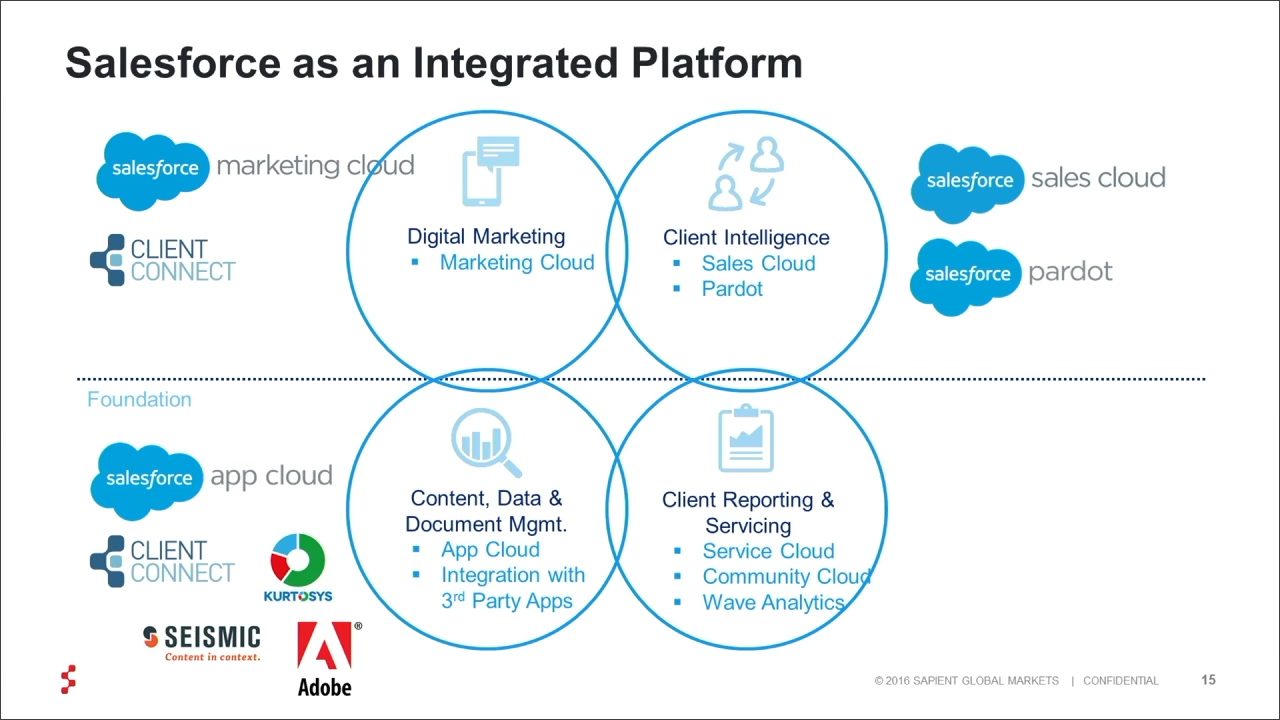 Salesforce as an Integrated Platform
salesforce marketing cloud
CLIENT
CONNECT
Digital Marketing
▪ Marketing Cloud
Client Intelligence
▪ Sales Cloud
▪ Pardot
salesforce sales cloud
salesforce pardot
Foundation
salesforce app cloud
CLIENT
CONNECT
KURTOSYS
SEISMIC
Content in context.
Adobe
®
Content, Data &
Document Mgmt.
▪ App Cloud
▪ Integration with
3rd Party Apps
Client Reporting &
Servicing
▪ Service Cloud
▪ Community Cloud
▪ Wave Analytics
© 2016 SAPIENT GLOBAL MARKETS | CONFIDENTIAL 15